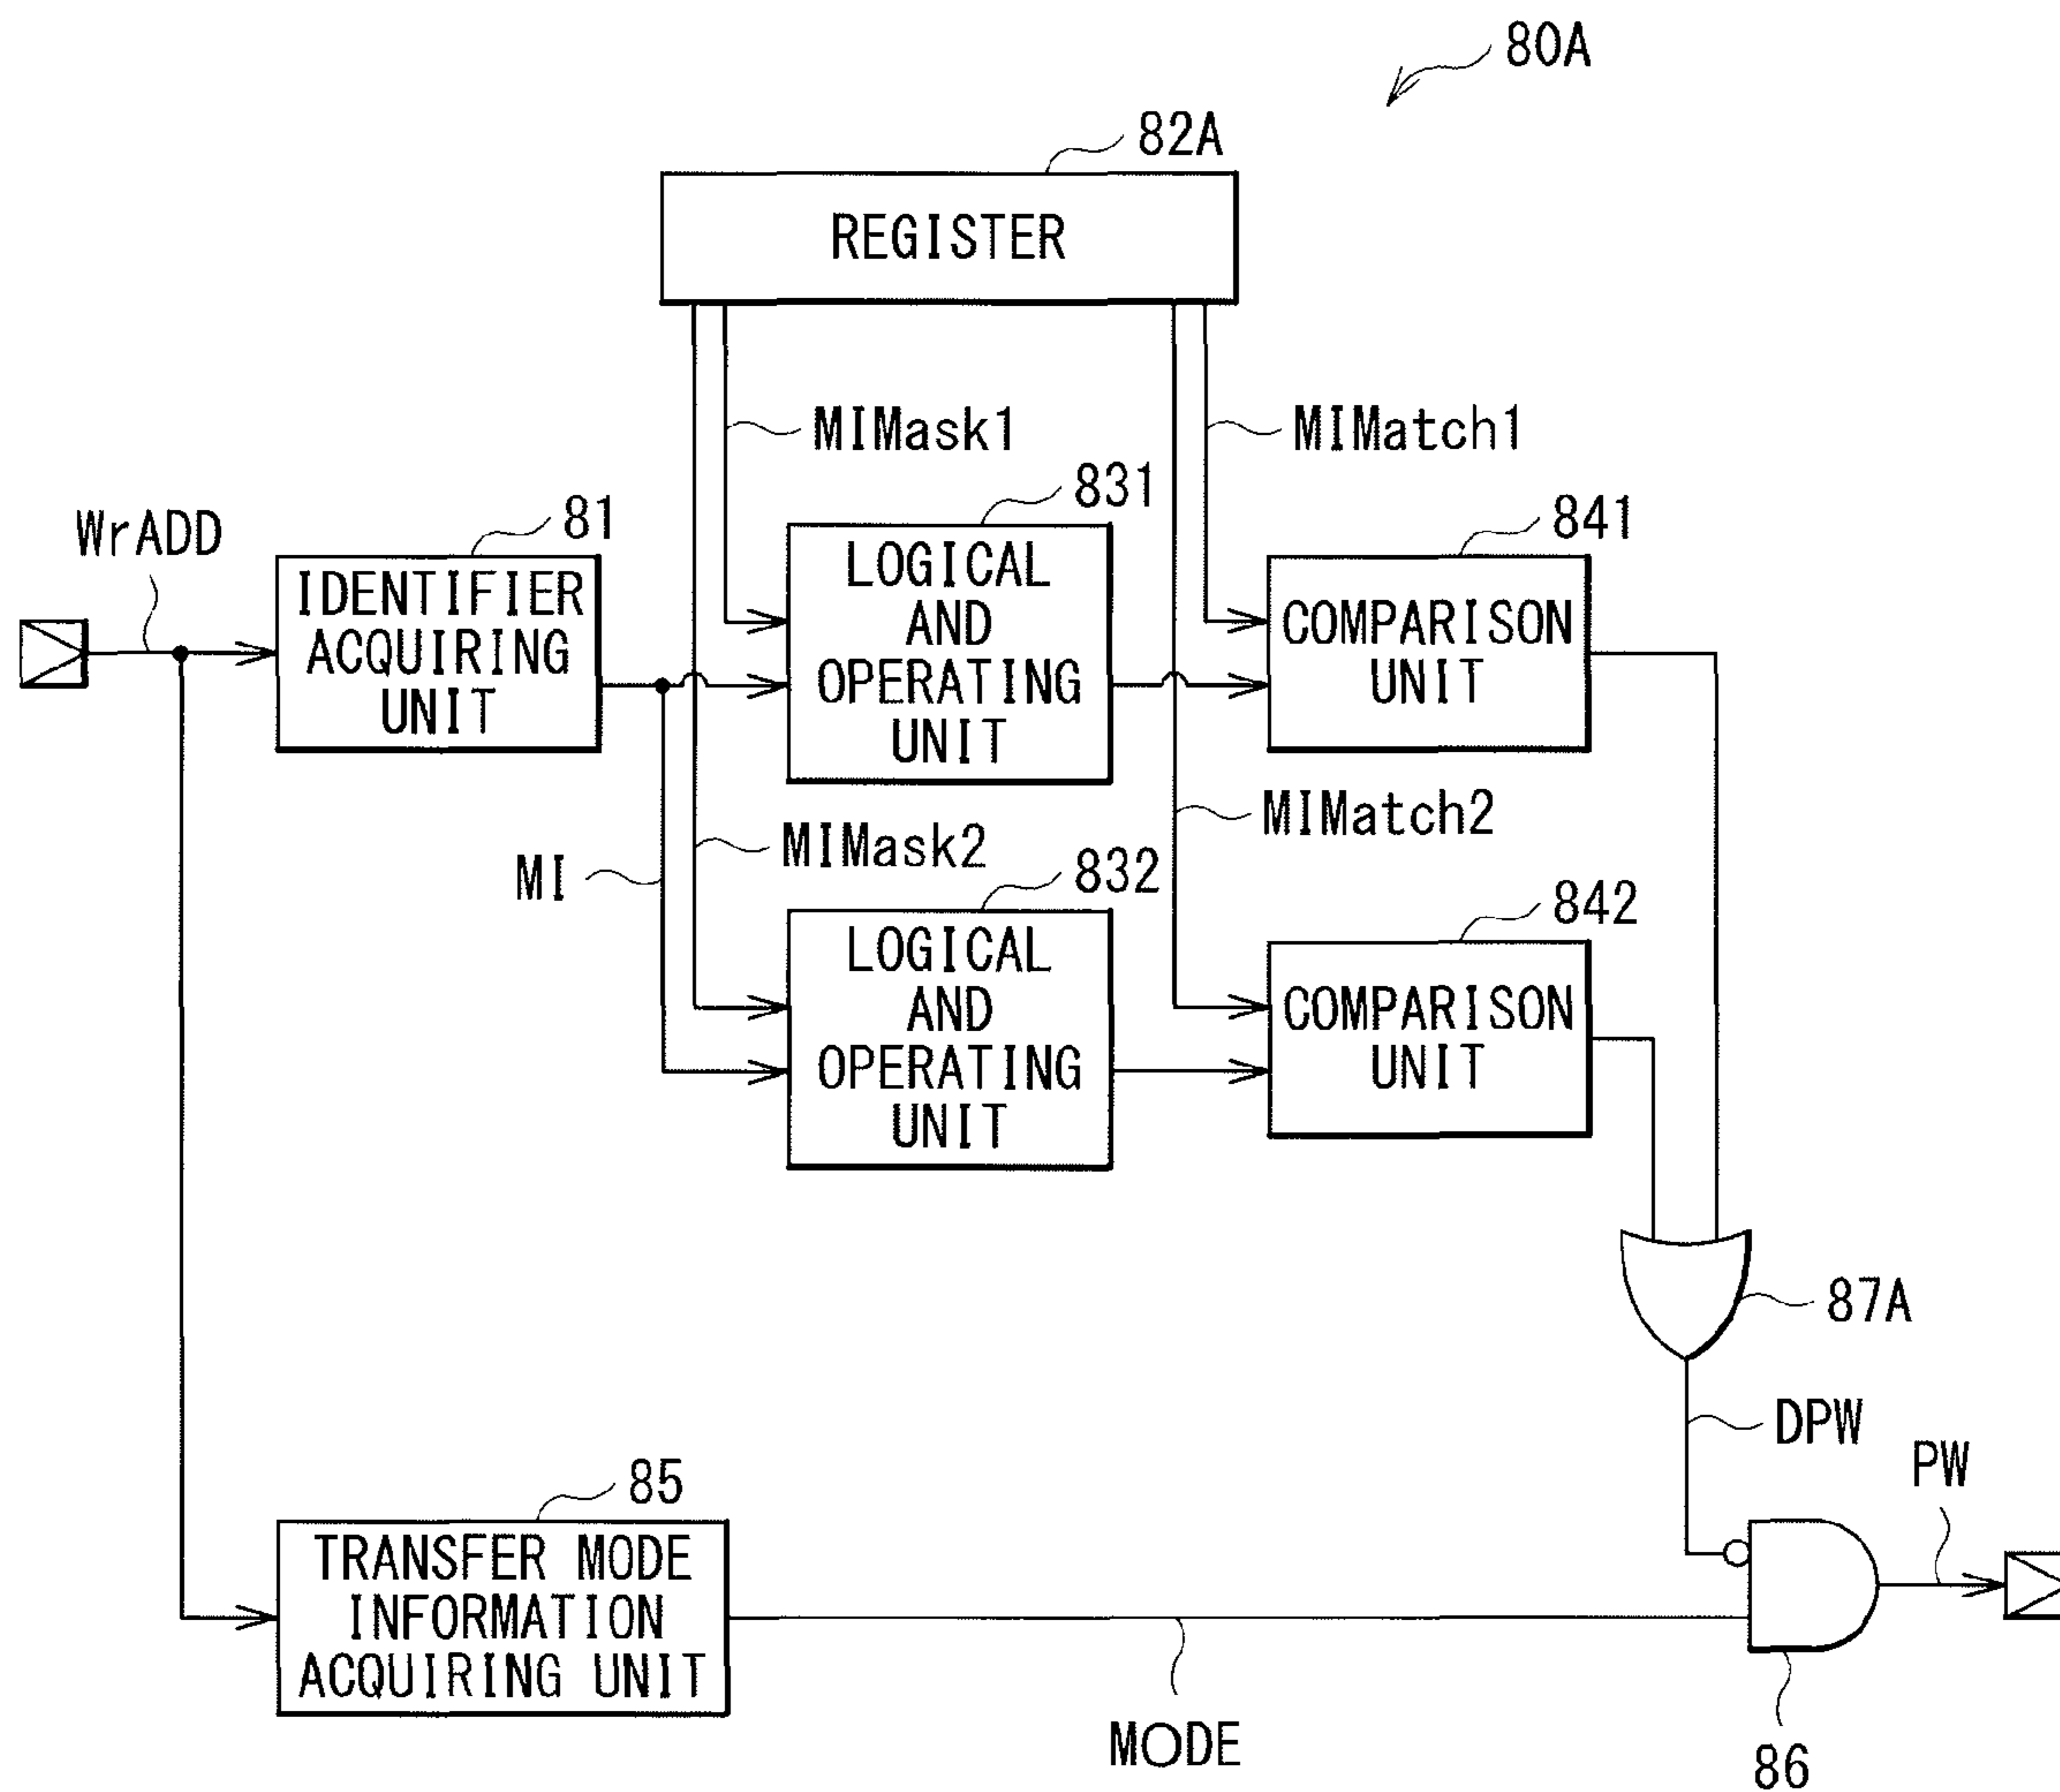 80A
82A
REGISTER
MIMask1
MIMatch1
831
81
841
WrADD
IDENTIFIER
ACQUIRING
UNIT
LOGICAL
AND
OPERATING
UNIT
COMPARISON
UNIT
MIMask2
MIMatch2
MI
832
842
LOGICAL
AND
OPERATING
UNIT
COMPARISON
UNIT
87A
DPW
PW
85
TRANSFER MODE
INFORMATION
ACQUIRING UNIT
MODE
86